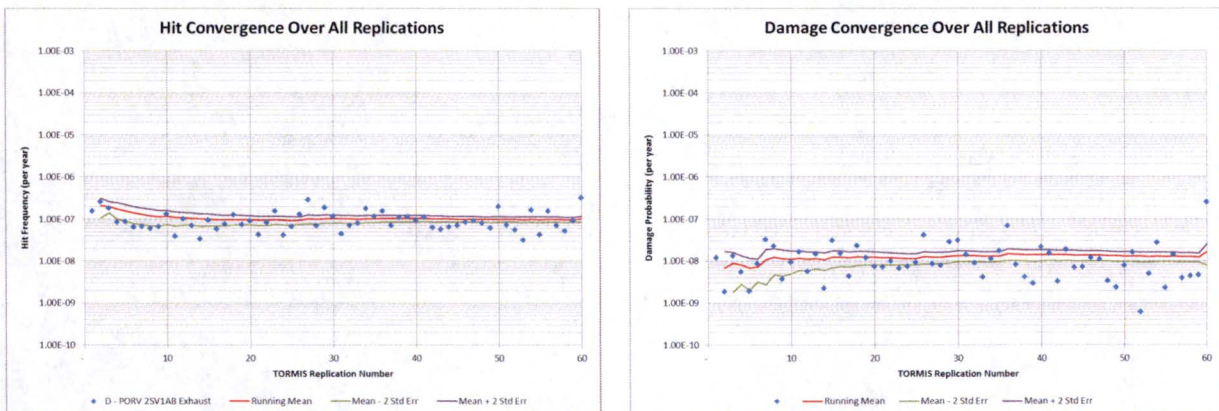 Hit Convergence Over All Replications
1.00E-03
1.00E-04
1.00E-05
1.00E-06
1.00E-07
1.00E-08
1.00E-09
1.00E-10
Hit Frequency (per year)
- 10 20 30 40 50 60
TORMIS Replication Number
D - PORV 2SV1AB Exhaust Running Mean Mean - 2 Std Err Mean + 2 Std Err
Damage Convergence Over All Replications
1.00E-03
1.00E-04
1.00E-05
1.00E-06
1.00E-07
1.00E-08
1.00E-09
1.00E-10
Damage Probability (per year)
- 10 20 30 40 50 60
TORMIS Replication Number
Running Mean Mean - 2 Std Err Mean + 2 Std Err